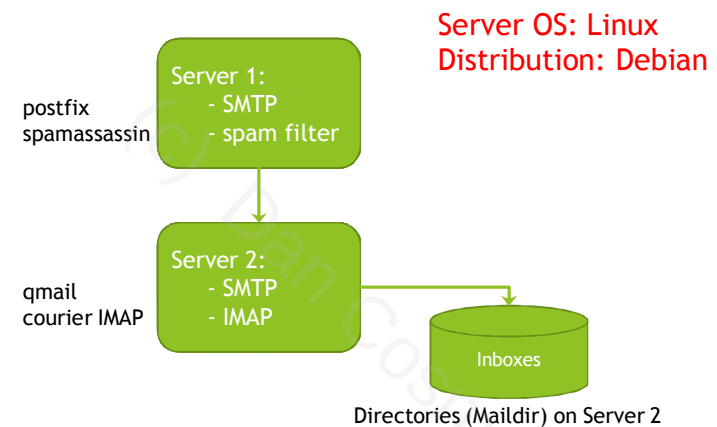 Server OS: Linux
Distribution: Debian
postfix
spamassassin
Server 1:
- SMTP
- spam filter
qmail
courier IMAP
Server 2:
- SMTP
- IMAP
Inboxes
Directories (Maildir) on Server 2
(c) Dan